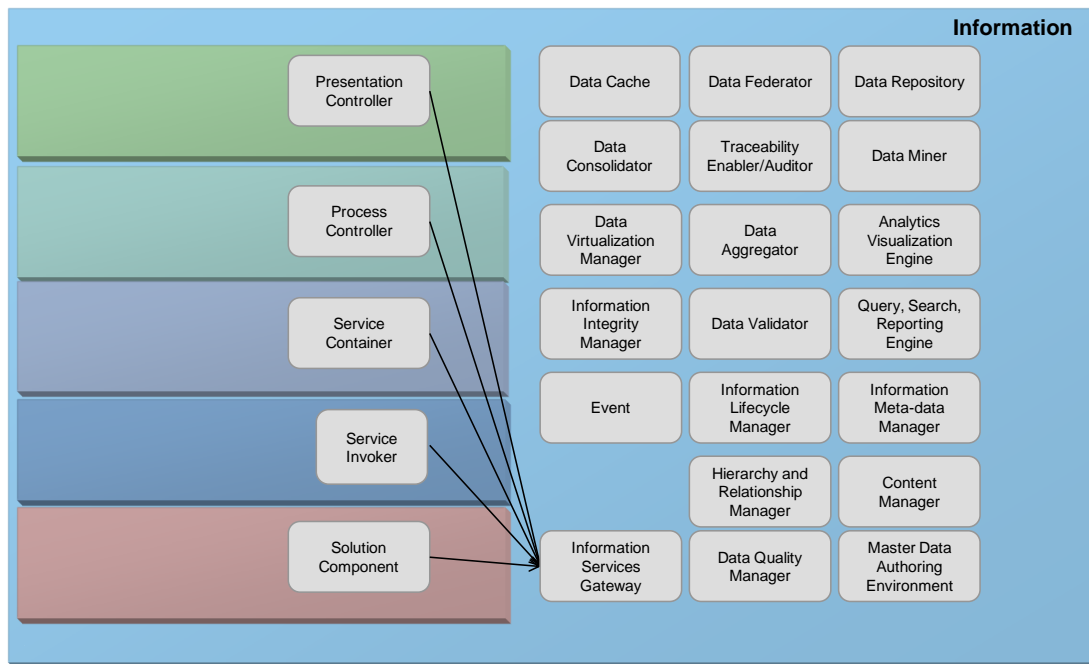 Information
Presentation
Controller
Data Cache
Data Federator
Data Repository
Data
Consolidator
Traceability
Enabler/Auditor
Data Miner
Process
Controller
Data
Virtualization
Manager
Data
Aggregator
Analytics
Visualization
Engine
Service
Container
Information
Integrity
Manager
Data Validator
Query, Search,
Reporting
Engine
Event
Information
Lifecycle
Manager
Information
Meta-data
Manager
Service
Invoker
Hierarchy and
Relationship
Manager
Content
Manager
Solution
Component
Information
Services
Gateway
Data Quality
Manager
Master Data
Authoring
Environment